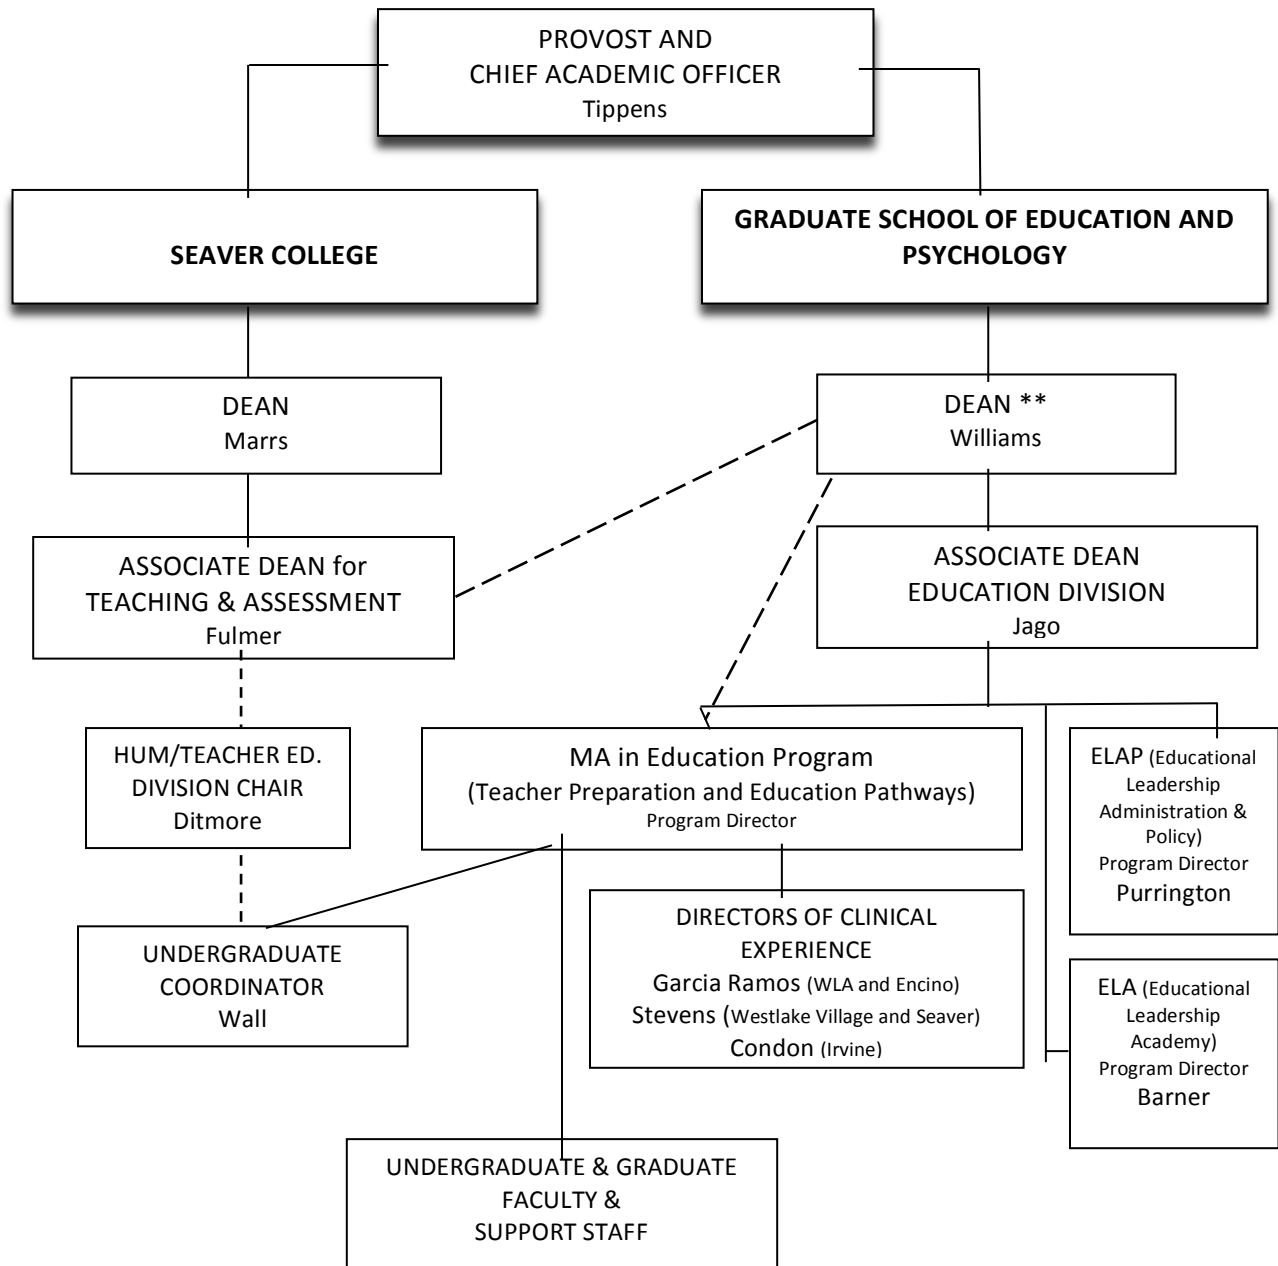 PROVOST AND
CHIEF ACADEMIC OFFICER
Tippens
SEAVER COLLEGE
GRADUATE SCHOOL OF EDUCATION AND
PSYCHOLOGY
DEAN
Marrs
DEAN **
Williams
ASSOCIATE DEAN for
TEACHING & ASSESSMENT
Fulmer
ASSOCIATE DEAN
EDUCATION DIVISION
Jago
HUM/TEACHER ED.
DIVISION CHAIR
Ditmore
MA in Education Program
(Teacher Preparation and Education Pathways)
Program Director
ELAP (Educational
Leadership
Administration &
Policy)
Program Director
Purrington
UNDERGRADUATE
COORDINATOR
Wall
DIRECTORS OF CLINICAL
EXPERIENCE
Garcia Ramos (WLA and Encino)
Stevens (Westlake Village and Seaver)
Condon (Irvine)
ELA (Educational
Leadership
Academy)
Program Director
Barner
UNDERGRADUATE & GRADUATE
FACULTY &
SUPPORT STAFF